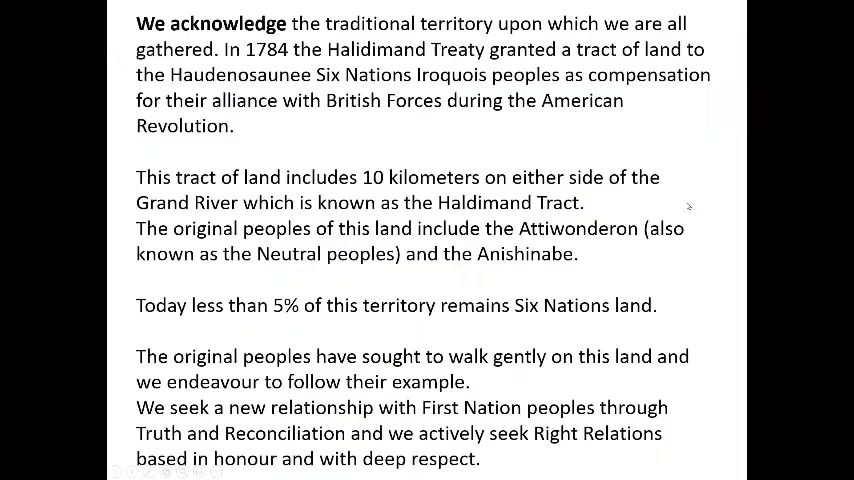 We acknowledge the traditional territory upon which we are all
gathered. In 1784 the Halidimand Treaty granted a tract of land to
the Haudenosaunee Six Nations Iroquois peoples as compensation
for their alliance with British Forces during the American
Revolution.
This tract of land includes 10 kilometers on either side of the
Grand River which is known as the Haldimand Tract.
The original peoples of this land include the Attiwonderon (also
known as the Neutral peoples) and the Anishinabe.
Today less than 5% of this territory remains Six Nations land.
The original peoples have sought to walk gently on this land and
we endeavour to follow their example.
We seek a new relationship with First Nation peoples through
Truth and Reconciliation and we actively seek Right Relations
based in honour and with deep respect.